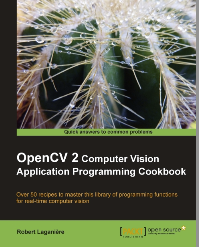 Quick answers to common problems
OpenCV 2 Computer Vision
Application Programming Cookbook
Over 50 recipes to master this library of programming functions
for real-time computer vision
Robert Laganière
[PACKT]
open source*